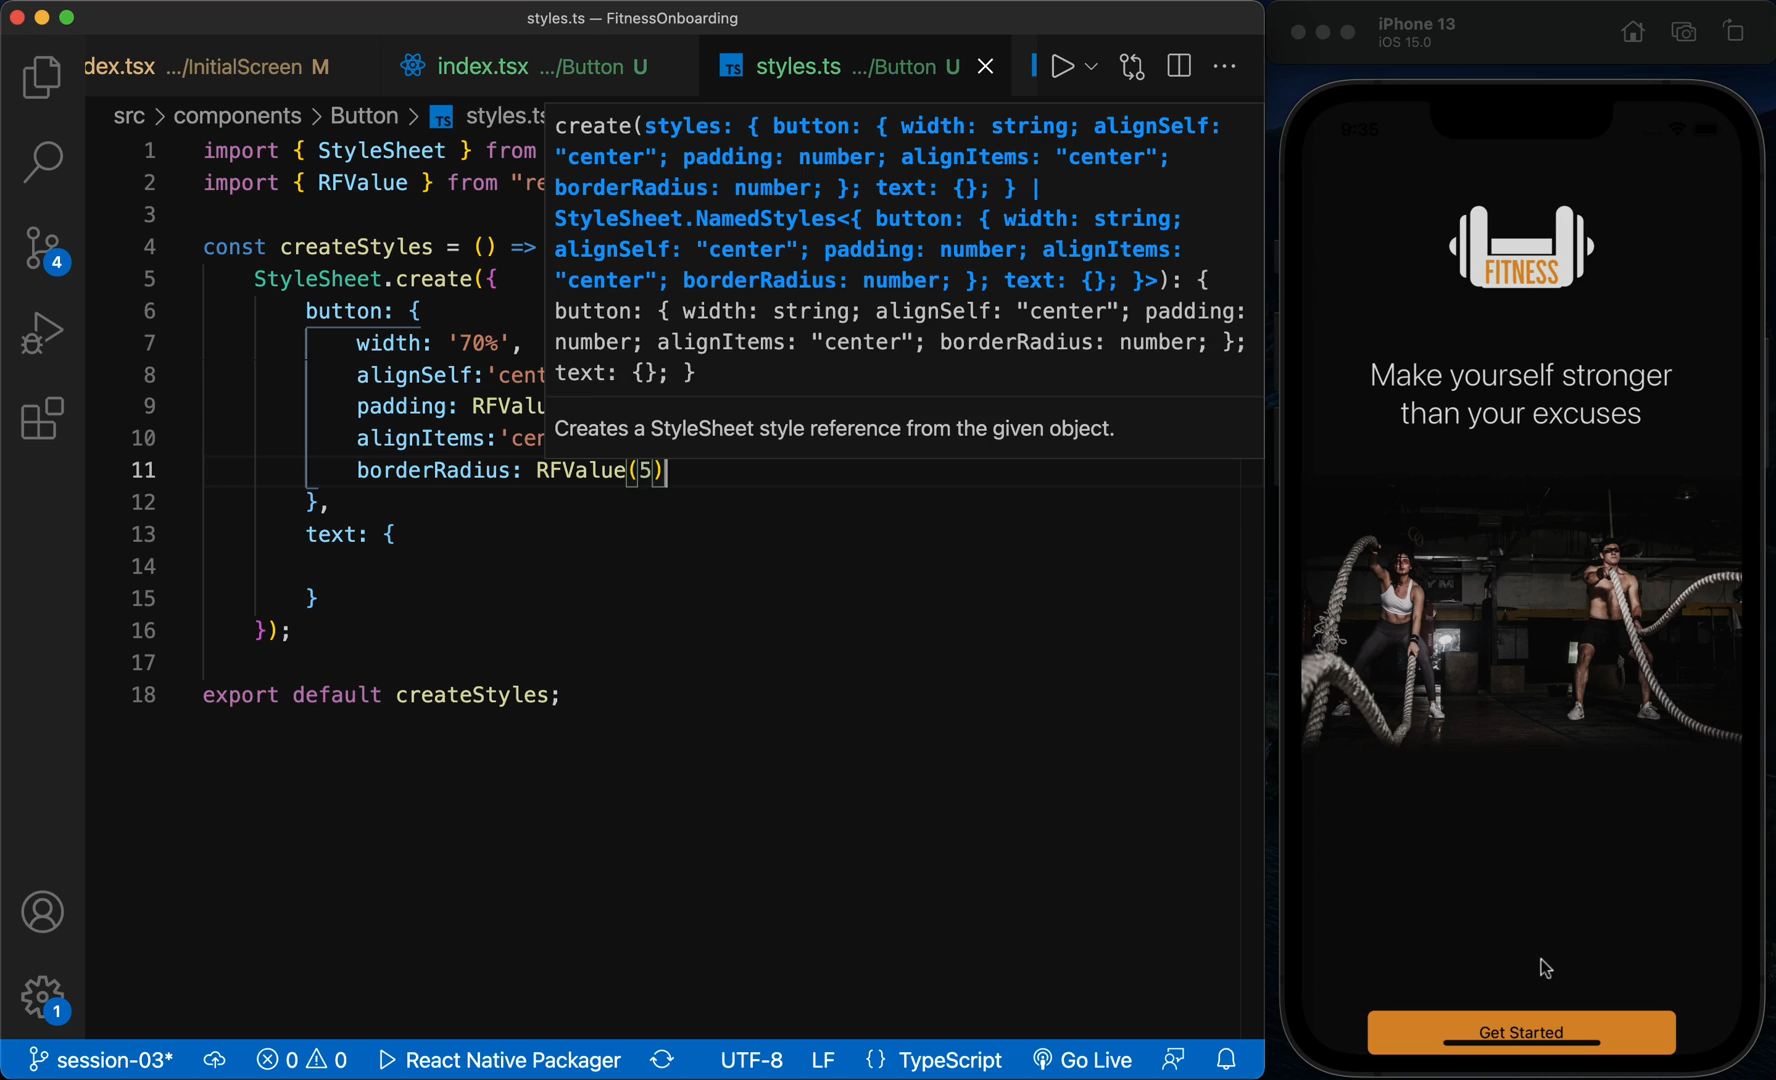 styles.ts — FitnessOnboarding
dex.tsx .../InitialScreen M
index.tsx .../Button U
TS styles.ts .../Button U
src > components > Button > TS styles.ts
1 import { StyleSheet } from
2 import { RFValue } from "re
3
4 const createStyles = () =>
5 StyleSheet.create({
6 button: {
7 width: '70%',
8 alignSelf:'cent
9 padding: RFValu
10 alignItems:'cen
11 borderRadius: RFValue(5)
12 },
13 text: {
14
15 }
16 });
17
18 export default createStyles;
create(styles: { button: { width: string; alignSelf:
"center"; padding: number; alignItems: "center";
borderRadius: number; }; text: {}; } |
StyleSheet.NamedStyles<{ button: { width: string;
alignSelf: "center"; padding: number; alignItems:
"center"; borderRadius: number; }; text: {}; }>): {
button: { width: string; alignSelf: "center"; padding:
number; alignItems: "center"; borderRadius: number; };
text: {}; }
Creates a StyleSheet style reference from the given object.
4
1
session-03* 0 0 React Native Packager UTF-8 LF {} TypeScript Go Live
iPhone 13
iOS 15.0
9:35
FITNESS
Make yourself stronger
than your excuses
Get Started